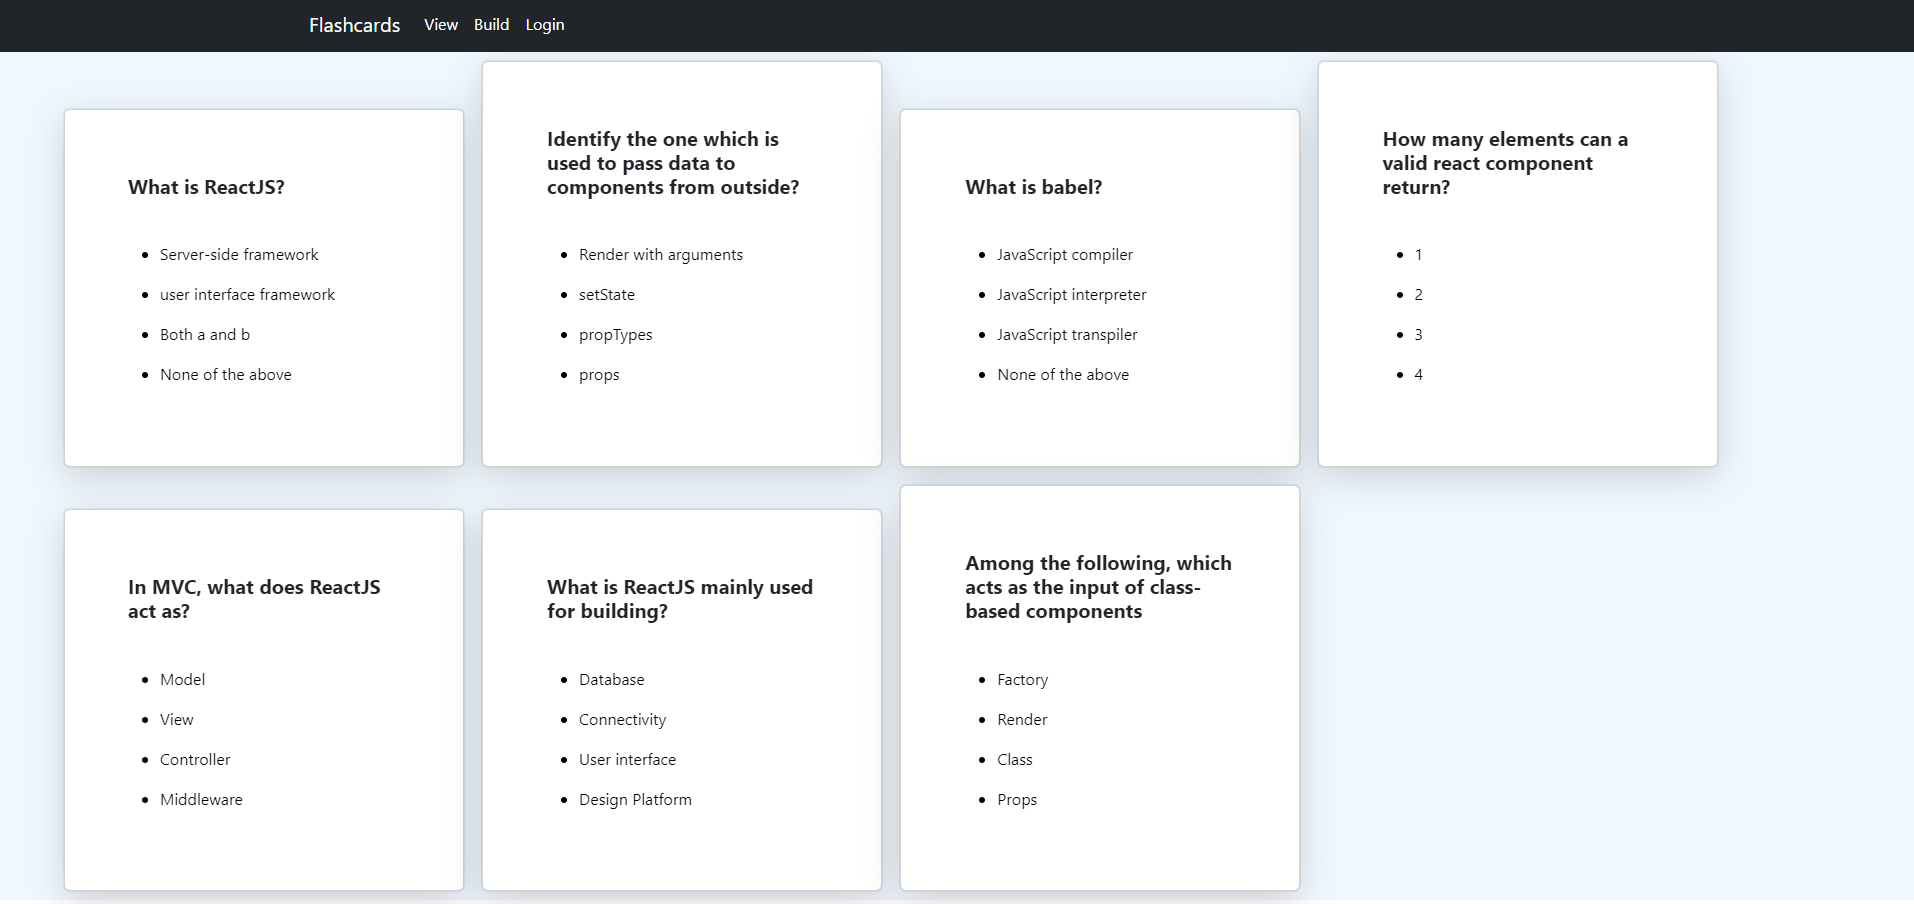 Flashcards View Build Login
What is ReactJS?
• Server-side framework
• user interface framework
• Both a and b
• None of the above
Identify the one which is
used to pass data to
components from outside?
• Render with arguments
• setState
• propTypes
• props
What is babel?
• JavaScript compiler
• JavaScript interpreter
• JavaScript transpiler
• None of the above
How many elements can a
valid react component
return?
• 1
• 2
• 3
• 4
In MVC, what does ReactJS
act as?
• Model
• View
• Controller
• Middleware
What is ReactJS mainly used
for building?
• Database
• Connectivity
• User interface
• Design Platform
Among the following, which
acts as the input of class-
based components
• Factory
• Render
• Class
• Props